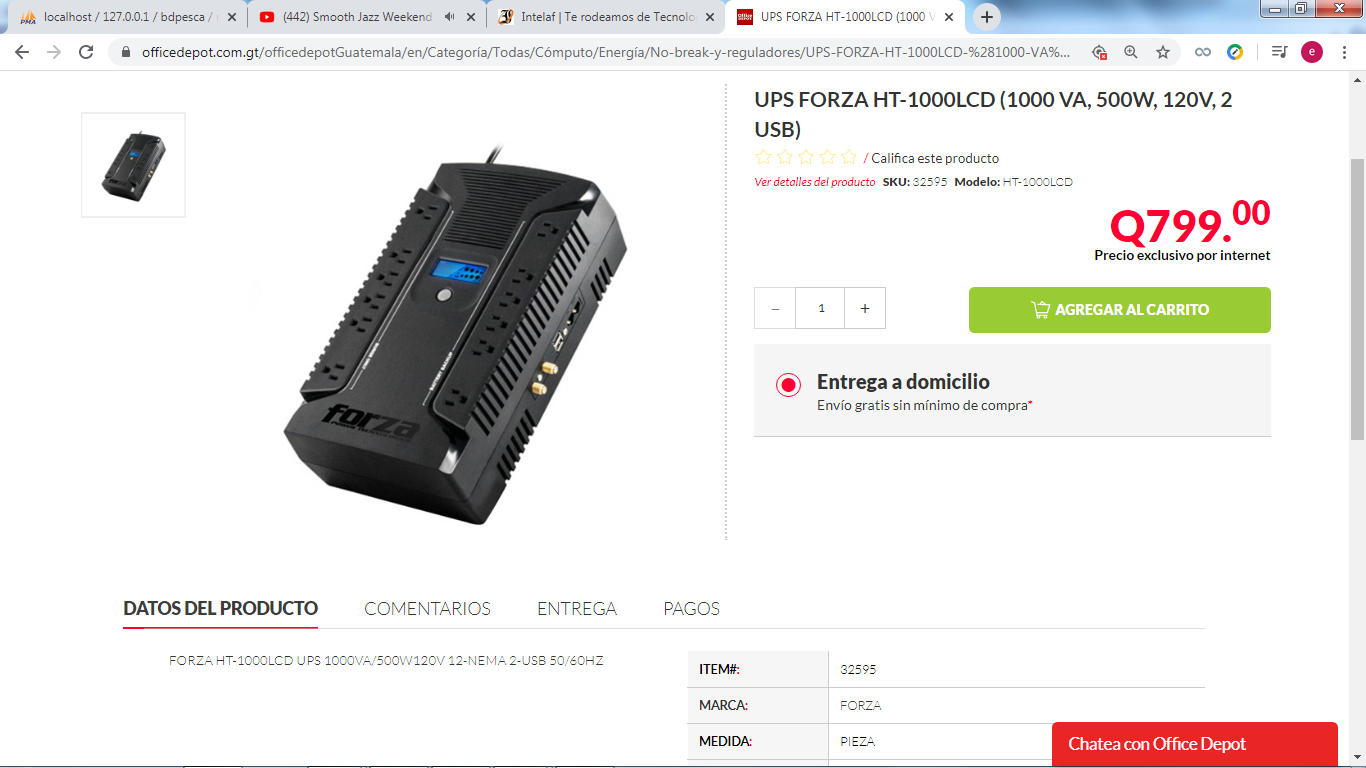 localhost / 127.0.0.1 / bdpesca /
(442) Smooth Jazz Weekend
Intelaf | Te rodeamos de Tecnolo
UPS FORZA HT-1000LCD (1000 V
officedepot.com.gt/officedepotGuatemala/en/Categoría/Todas/Cómputo/Energía/No-break-y-reguladores/UPS-FORZA-HT-1000LCD-%281000-VA%...
e
UPS FORZA HT-1000LCD (1000 VA, 500W, 120V, 2
USB)
/ Califica este producto
Ver detalles del producto SKU: 32595 Modelo: HT-1000LCD
Q799.00
Precio exclusivo por internet
- 1 +
AGREGAR AL CARRITO
Entrega a domicilio
Envío gratis sin mínimo de compra*
forza
DATOS DEL PRODUCTO COMENTARIOS ENTREGA PAGOS
FORZA HT-1000LCD UPS 1000VA/500W120V 12-NEMA 2-USB 50/60HZ
ITEM#: 32595
MARCA: FORZA
MEDIDA: PIEZA
Chatea con Office Depot